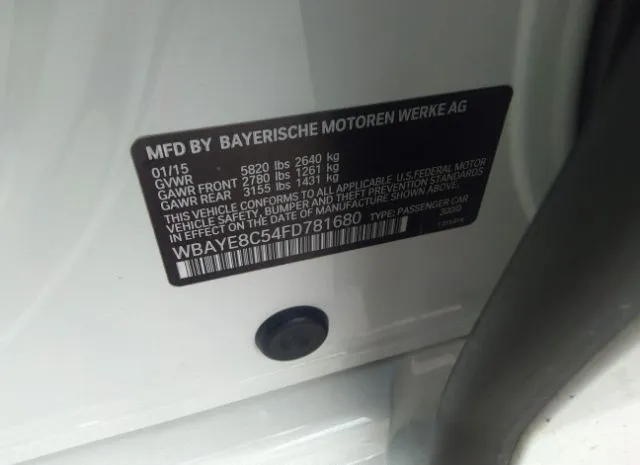 MFD BY BAYERISCHE MOTOREN WERKE AG
01/15
GVWR 5820 lbs 2640 kg
GAWR FRONT 2780 lbs 1261 kg
GAWR REAR 3155 lbs 1431 kg
THIS VEHICLE CONFORMS TO ALL APPLICABLE U.S. FEDERAL MOTOR
VEHICLE SAFETY, BUMPER AND THEFT PREVENTION STANDARDS
IN EFFECT ON THE DATE OF MANUFACTURE SHOWN ABOVE.
WBAYE8C54FD781680 TYPE: PASSENGER CAR